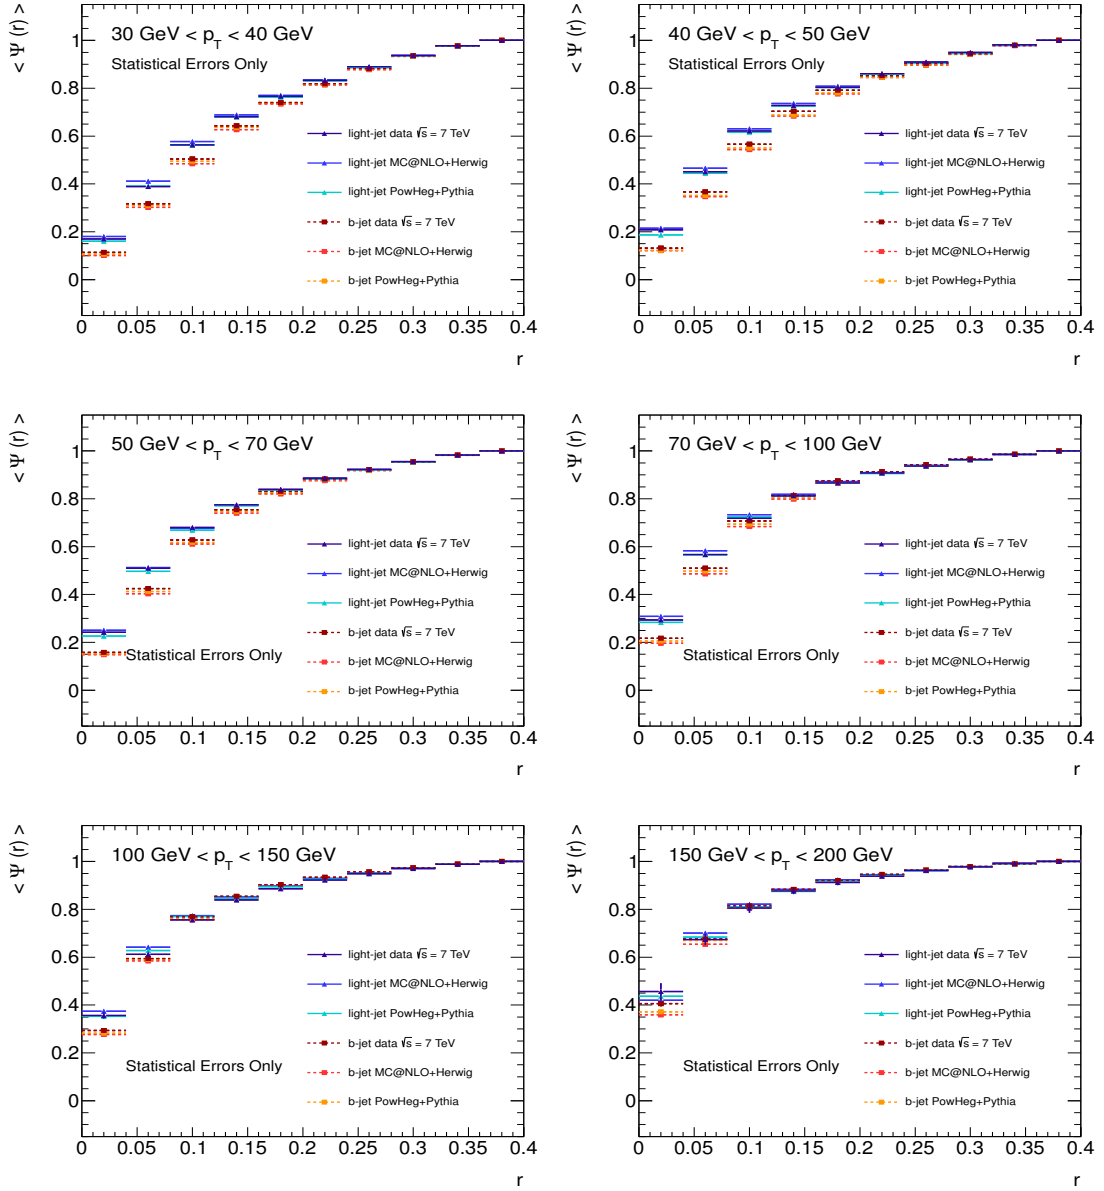 < Ψ (r) >
30 GeV < p_T < 40 GeV
Statistical Errors Only
1
0.8
0.6
0.4
0.2
0
light-jet data √s = 7 TeV
light-jet MC@NLO+Herwig
light-jet PowHeg+Pythia
b-jet data √s = 7 TeV
b-jet MC@NLO+Herwig
b-jet PowHeg+Pythia
0 0.05 0.1 0.15 0.2 0.25 0.3 0.35 0.4
r
< Ψ (r) >
40 GeV < p_T < 50 GeV
Statistical Errors Only
1
0.8
0.6
0.4
0.2
0
light-jet data √s = 7 TeV
light-jet MC@NLO+Herwig
light-jet PowHeg+Pythia
b-jet data √s = 7 TeV
b-jet MC@NLO+Herwig
b-jet PowHeg+Pythia
0 0.05 0.1 0.15 0.2 0.25 0.3 0.35 0.4
r
< Ψ (r) >
50 GeV < p_T < 70 GeV
1
0.8
0.6
0.4
0.2
0
light-jet data √s = 7 TeV
light-jet MC@NLO+Herwig
light-jet PowHeg+Pythia
b-jet data √s = 7 TeV
Statistical Errors Only
b-jet MC@NLO+Herwig
b-jet PowHeg+Pythia
0 0.05 0.1 0.15 0.2 0.25 0.3 0.35 0.4
r
< Ψ (r) >
70 GeV < p_T < 100 GeV
1
0.8
0.6
0.4
0.2
0
light-jet data √s = 7 TeV
light-jet MC@NLO+Herwig
light-jet PowHeg+Pythia
b-jet data √s = 7 TeV
Statistical Errors Only
b-jet MC@NLO+Herwig
b-jet PowHeg+Pythia
0 0.05 0.1 0.15 0.2 0.25 0.3 0.35 0.4
r
< Ψ (r) >
100 GeV < p_T < 150 GeV
1
0.8
0.6
0.4
0.2
0
light-jet data √s = 7 TeV
light-jet MC@NLO+Herwig
light-jet PowHeg+Pythia
b-jet data √s = 7 TeV
Statistical Errors Only
b-jet MC@NLO+Herwig
b-jet PowHeg+Pythia
0 0.05 0.1 0.15 0.2 0.25 0.3 0.35 0.4
r
< Ψ (r) >
150 GeV < p_T < 200 GeV
1
0.8
0.6
0.4
0.2
0
light-jet data √s = 7 TeV
light-jet MC@NLO+Herwig
light-jet PowHeg+Pythia
b-jet data √s = 7 TeV
Statistical Errors Only
b-jet MC@NLO+Herwig
b-jet PowHeg+Pythia
0 0.05 0.1 0.15 0.2 0.25 0.3 0.35 0.4
r